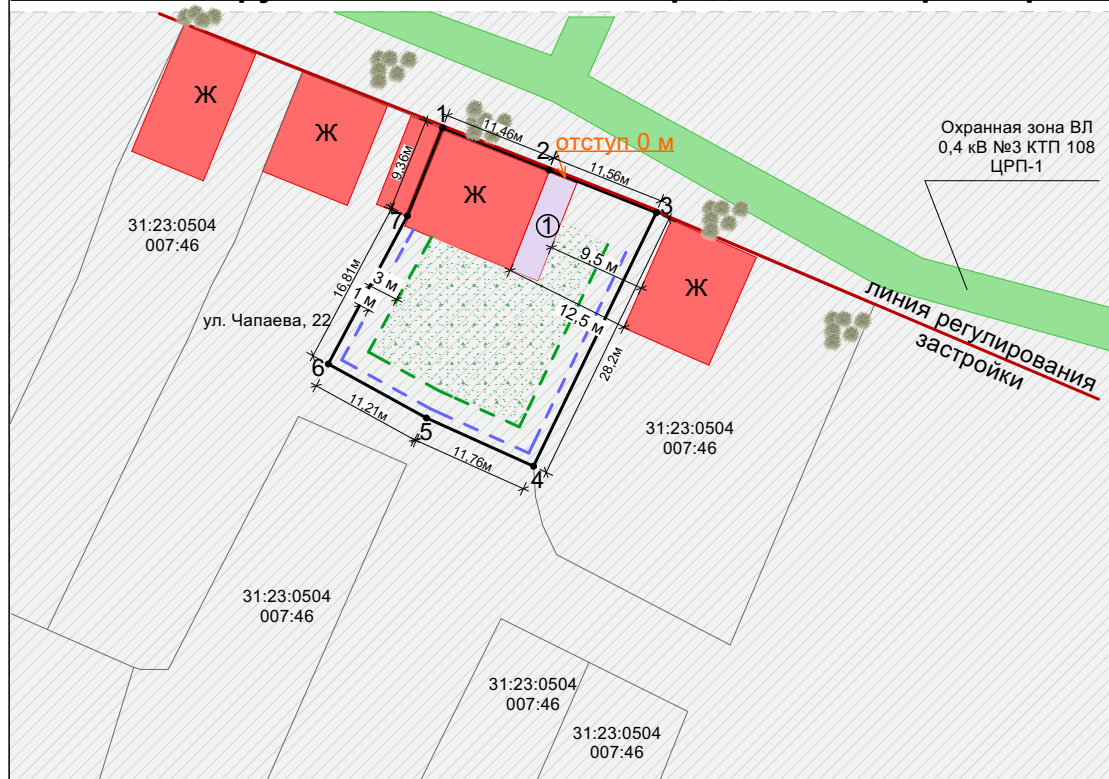 Ж
Ж
1
11,46м
отступ 0 м
2
11,56м
3
Охранная зона ВЛ
0,4 кВ №3 КТП 108
ЦРП-1
9,36м
Ж
7
1
9,5 м
Ж
31:23:0504
007:46
16,81м
3 м
1 м
ул. Чапаева, 22
12,5 м
28,2м
линия регулирования
застройки
6
11,21м
5
11,76м
4
31:23:0504
007:46
31:23:0504
007:46
31:23:0504
007:46
31:23:0504
007:46